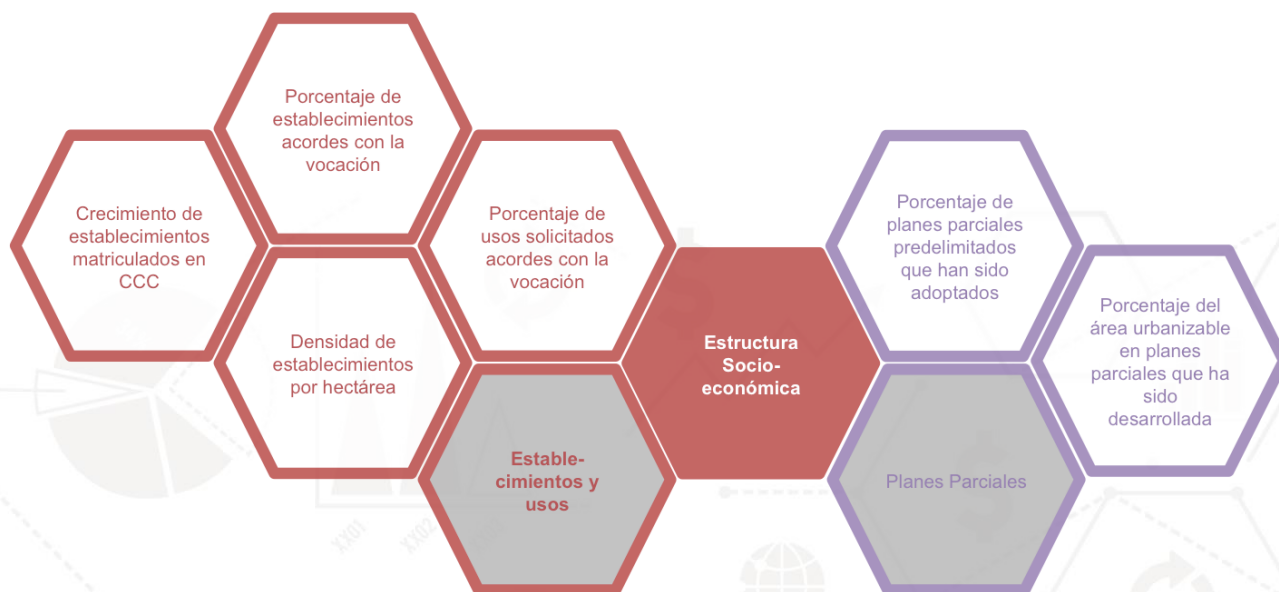 Porcentaje de
establecimientos
acordes con la
vocación
Crecimiento de
establecimientos
matriculados en
CCC
Porcentaje de
usos solicitados
acordes con la
vocación
Densidad de
establecimientos
por hectárea
Estable-
cimientos y
usos
Estructura
Socio-
económica
Porcentaje de
planes parciales
predelimitados
que han sido
adoptados
Porcentaje del
área urbanizable
en planes
parciales que ha
sido
desarrollada
Planes Parciales
XX01
XX02